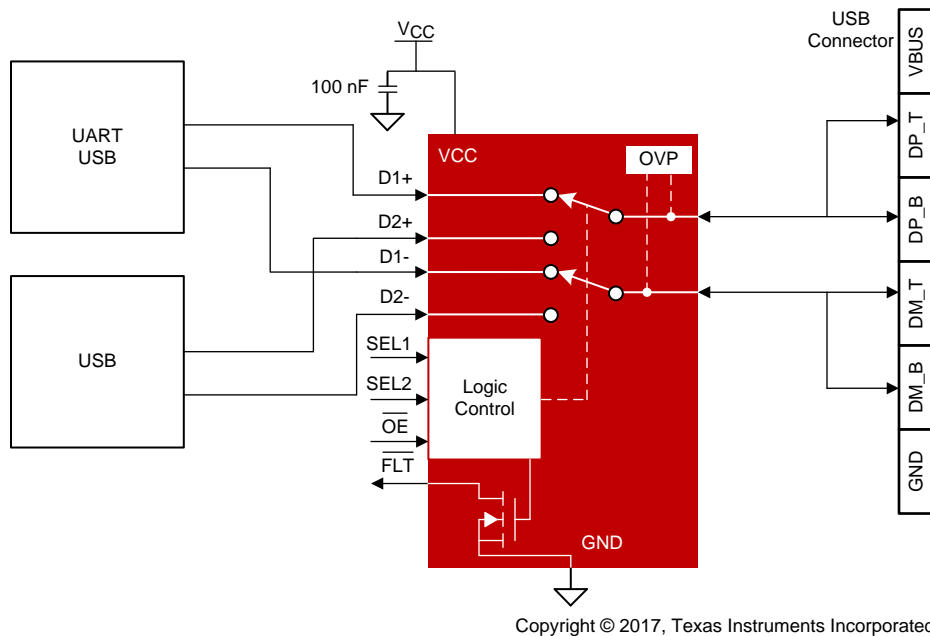 USB
Connector
VBUS
DP_T
DP_B
DM_T
DM_B
GND
VCC
100 nF
UART
USB
USB
VCC
OVP
D1+
D2+
D1-
D2-
SEL1
SEL2
OE
FLT
Logic
Control
GND
Copyright © 2017, Texas Instruments Incorporated